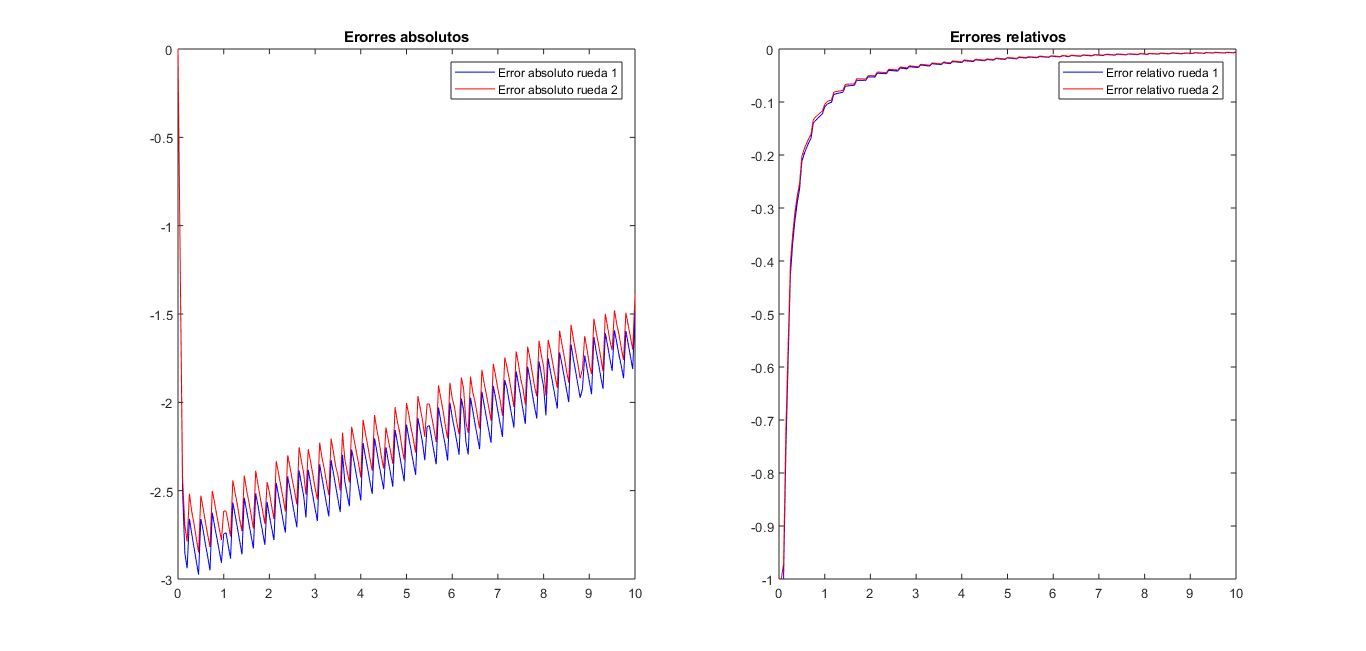 Erorres absolutos
Error absoluto rueda 1
Error absoluto rueda 2
0
-0.5
-1
-1.5
-2
-2.5
-3
0 1 2 3 4 5 6 7 8 9 10
Errores relativos
Error relativo rueda 1
Error relativo rueda 2
0
-0.1
-0.2
-0.3
-0.4
-0.5
-0.6
-0.7
-0.8
-0.9
-1
0 1 2 3 4 5 6 7 8 9 10